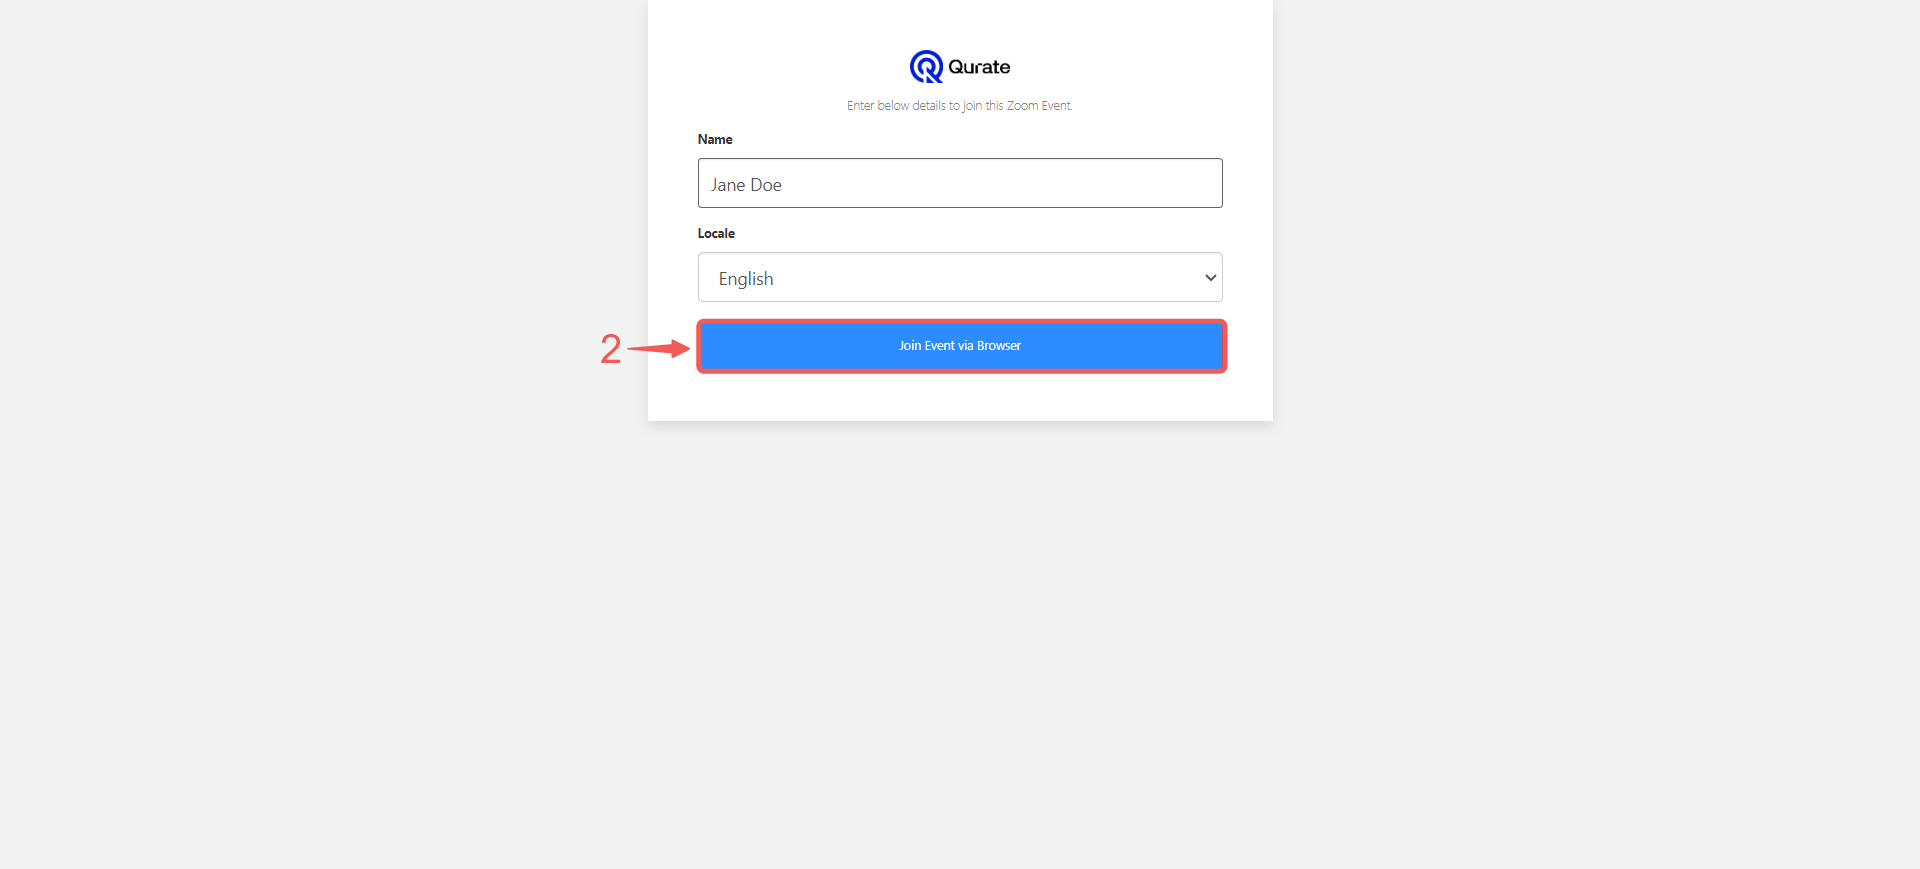 Qurate
Enter below details to join this Zoom Event.
Name
Jane Doe
Locale
English
2
Join Event via Browser